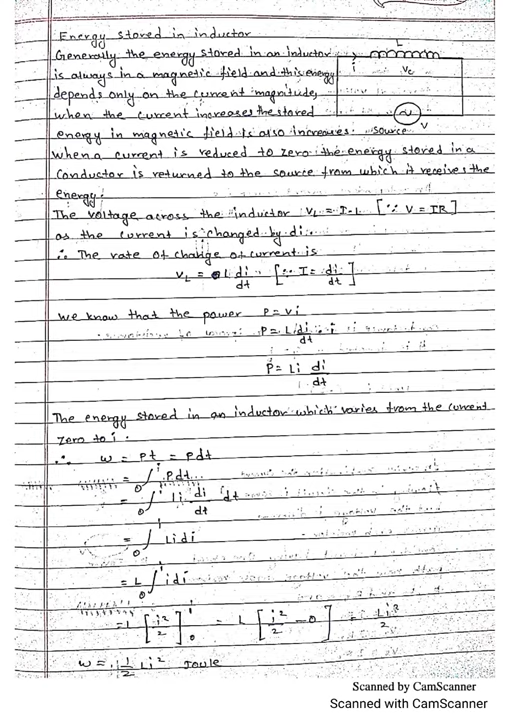 Energy stored in inductor
Generally the energy stored in an inductor
is always in a magnetic field and this energy
depends only on the current magnitude,
when the current increases the stored
energy in magnetic field is also increases.
L
i
Vc
~
source V
when a current is reduced to zero the energy stored in a
conductor is returned to the source from which it receives the
energy.
The voltage across the inductor VL = I·L [∵ V = IR]
as the current is changed by di.
∴ The rate of change of current is
VL = L di/dt [∵ I = di/dt]
we know that the power P = Vi
P = L di/dt · i
P = Li di/dt
The energy stored in an inductor which varies from the current
zero to i.
∴ w = Pt = Pdt
= ∫₀ⁱ Pdt
= ∫₀ⁱ Li di/dt dt
= ∫₀ⁱ Lidi
= L ∫₀ⁱ idi
= L [i²/2]₀ⁱ = L [i²/2 - 0] = Li²/2
w = 1/2 Li² Joule
Scanned by CamScanner
Scanned with CamScanner